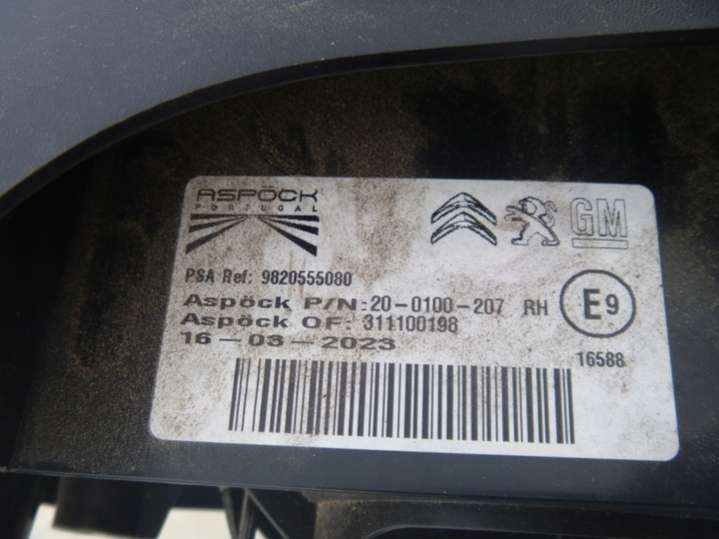 ASPÖCK
PORTUGAL
GM
PSA Ref: 9820555080
Aspöck P/N:20-0100-207 RH
E9
Aspöck OF: 311100198
16-03-2023
16588